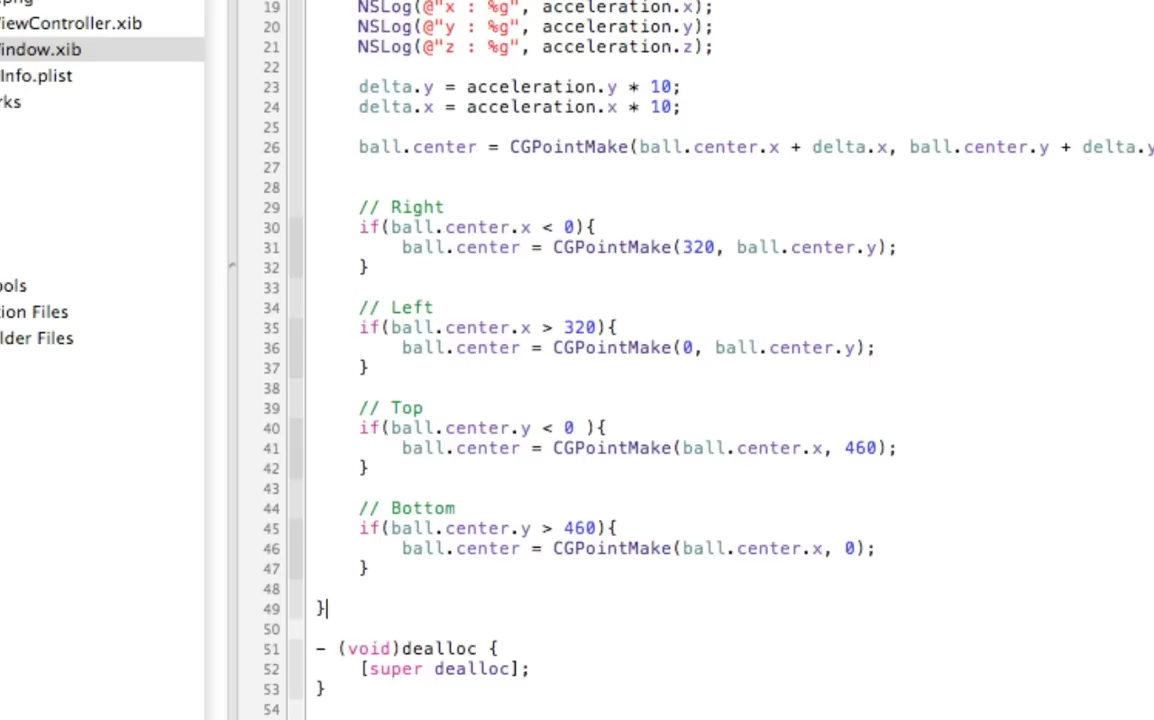 .png
iewController.xib
indow.xib
Info.plist
rks
ools
ion Files
lder Files
19 NSLog(@"x : %g", acceleration.x);
20 NSLog(@"y : %g", acceleration.y);
21 NSLog(@"z : %g", acceleration.z);
22
23 delta.y = acceleration.y * 10;
24 delta.x = acceleration.x * 10;
25
26 ball.center = CGPointMake(ball.center.x + delta.x, ball.center.y + delta.y
27
28
29 // Right
30 if(ball.center.x < 0){
31 ball.center = CGPointMake(320, ball.center.y);
32 }
33
34 // Left
35 if(ball.center.x > 320){
36 ball.center = CGPointMake(0, ball.center.y);
37 }
38
39 // Top
40 if(ball.center.y < 0 ){
41 ball.center = CGPointMake(ball.center.x, 460);
42 }
43
44 // Bottom
45 if(ball.center.y > 460){
46 ball.center = CGPointMake(ball.center.x, 0);
47 }
48
49 }
50
51 - (void)dealloc {
52 [super dealloc];
53 }
54